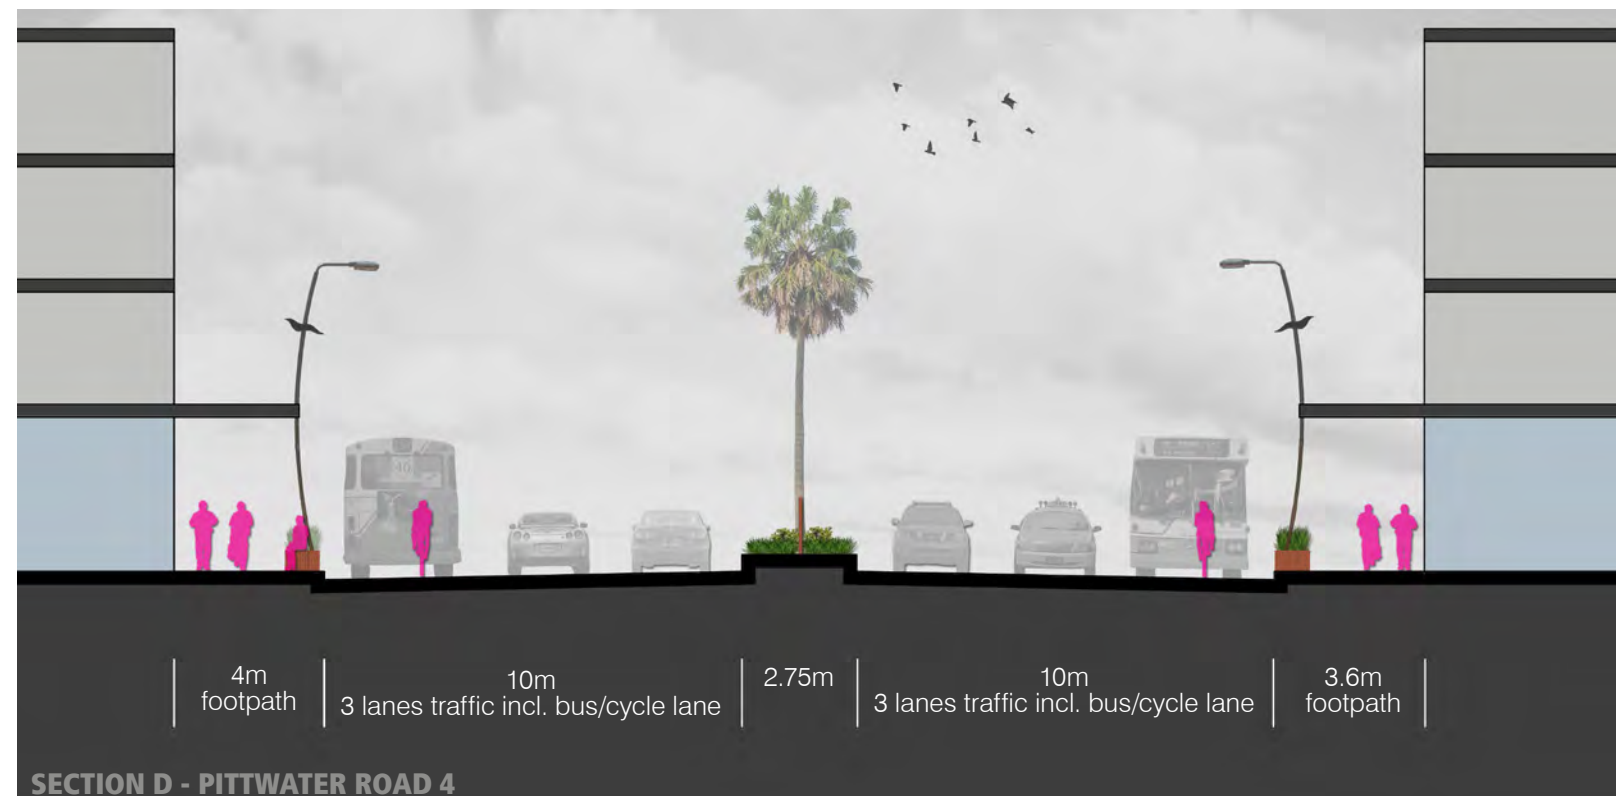 40
4m
footpath
10m
3 lanes traffic incl. bus/cycle lane
2.75m
10m
3 lanes traffic incl. bus/cycle lane
3.6m
footpath
SECTION D - PITTWATER ROAD 4